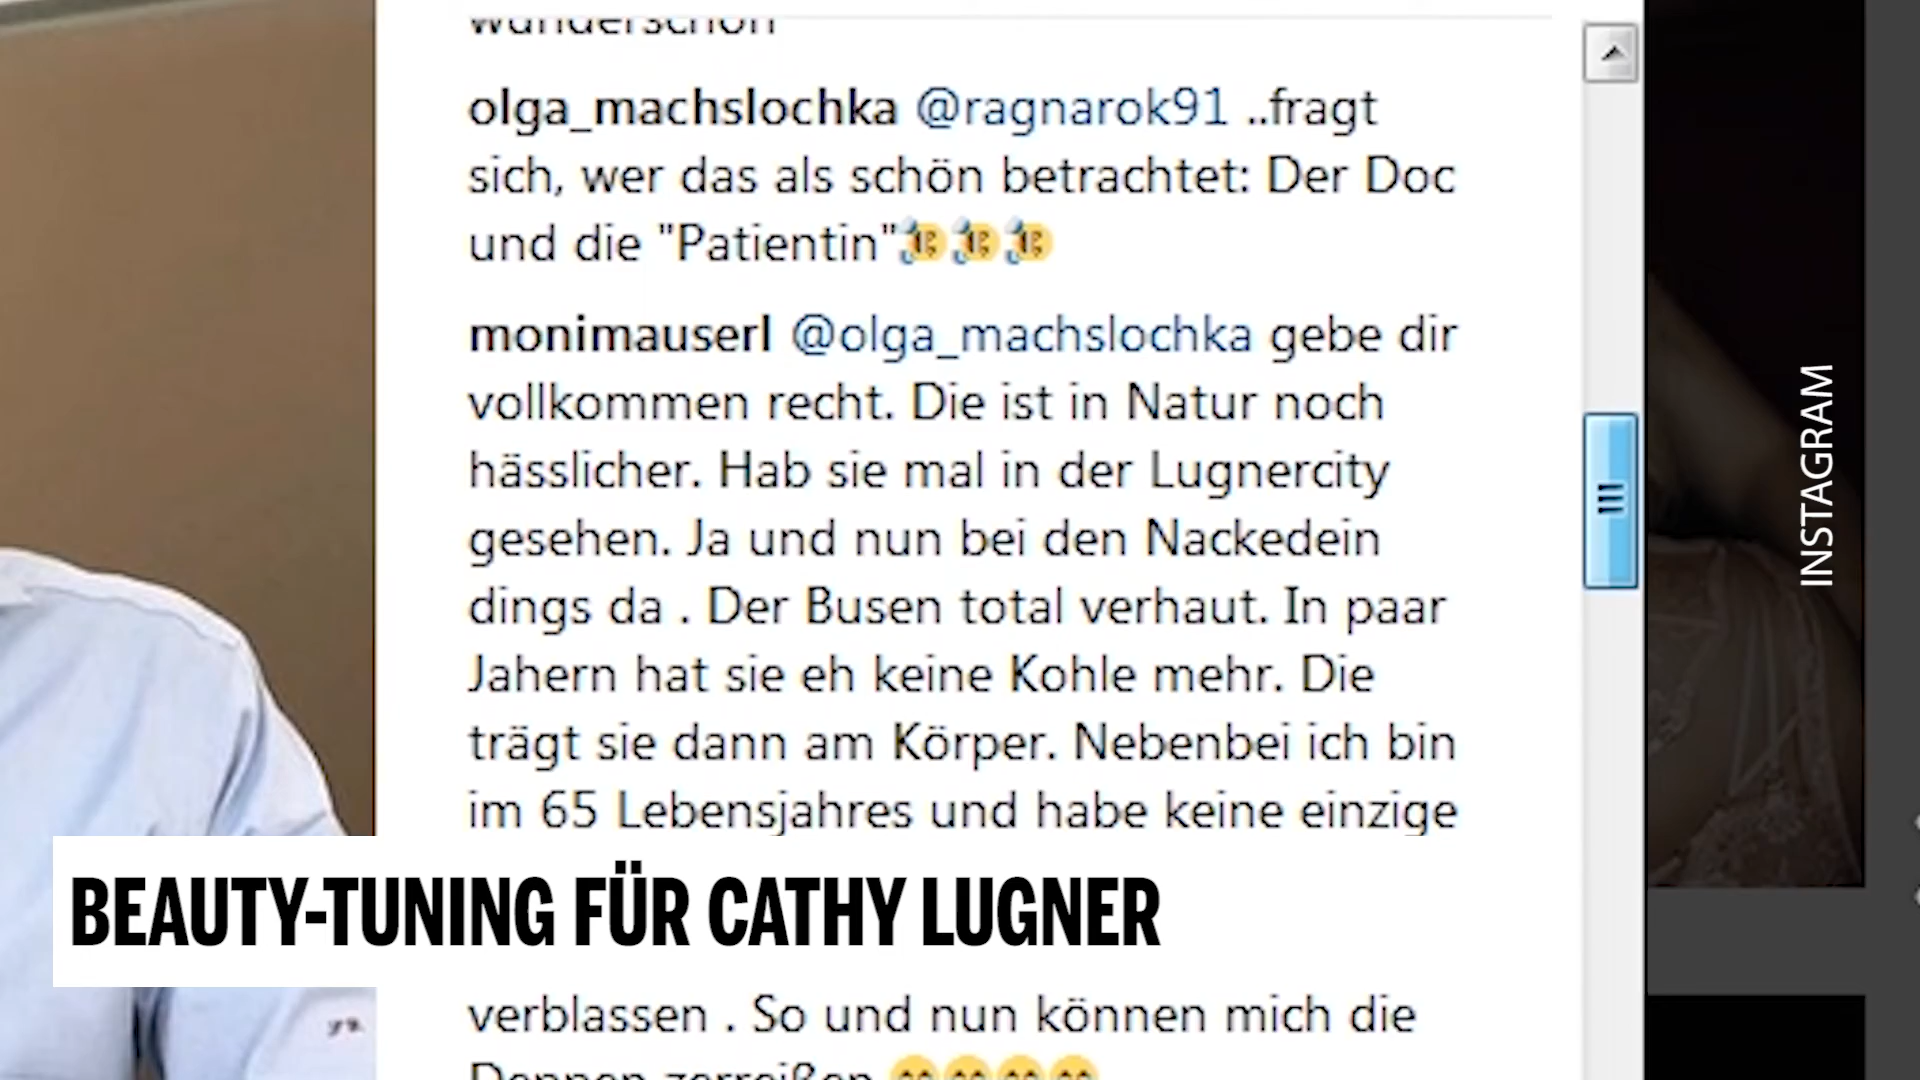 wunderschön
olga_machslochka @ragnarok91 ..fragt
sich, wer das als schön betrachtet: Der Doc
und die "Patientin"
monimauserl @olga_machslochka gebe dir
vollkommen recht. Die ist in Natur noch
hässlicher. Hab sie mal in der Lugnercity
gesehen. Ja und nun bei den Nackedein
dings da . Der Busen total verhaut. In paar
Jahern hat sie eh keine Kohle mehr. Die
trägt sie dann am Körper. Nebenbei ich bin
im 65 Lebensjahres und habe keine einzige
BEAUTY-TUNING FÜR CATHY LUGNER
verblassen . So und nun können mich die
zerreißen
INSTAGRAM